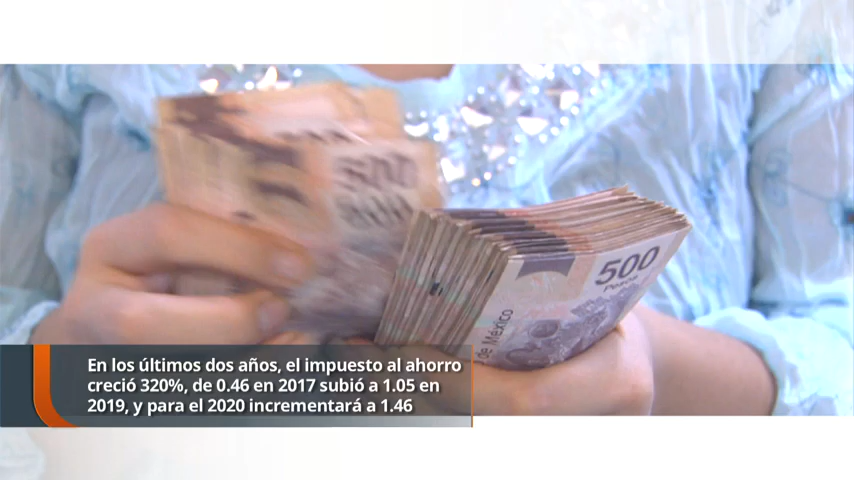 500
500
Pesos
de México
En los últimos dos años, el impuesto al ahorro
creció 320%, de 0.46 en 2017 subió a 1.05 en
2019, y para el 2020 incrementará a 1.46